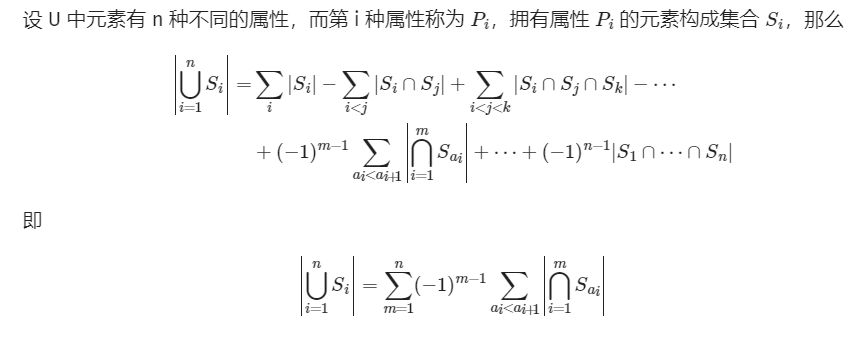 设 U 中元素有 n 种不同的属性，而第 i 种属性称为 $P_i$，拥有属性 $P_i$ 的元素构成集合 $S_i$，那么
$\left|\bigcup_{i=1}^{n} S_i\right| = \sum_{i} |S_i| - \sum_{i<j} |S_i \cap S_j| + \sum_{i<j<k} |S_i \cap S_j \cap S_k| - \cdots$
$+ (-1)^{m-1} \sum_{a_i<a_{i+1}} \left|\bigcap_{i=1}^{m} S_{a_i}\right| + \cdots + (-1)^{n-1} |S_1 \cap \cdots \cap S_n|$
即
$\left|\bigcup_{i=1}^{n} S_i\right| = \sum_{m=1}^{n} (-1)^{m-1} \sum_{a_i<a_{i+1}} \left|\bigcap_{i=1}^{m} S_{a_i}\right|$